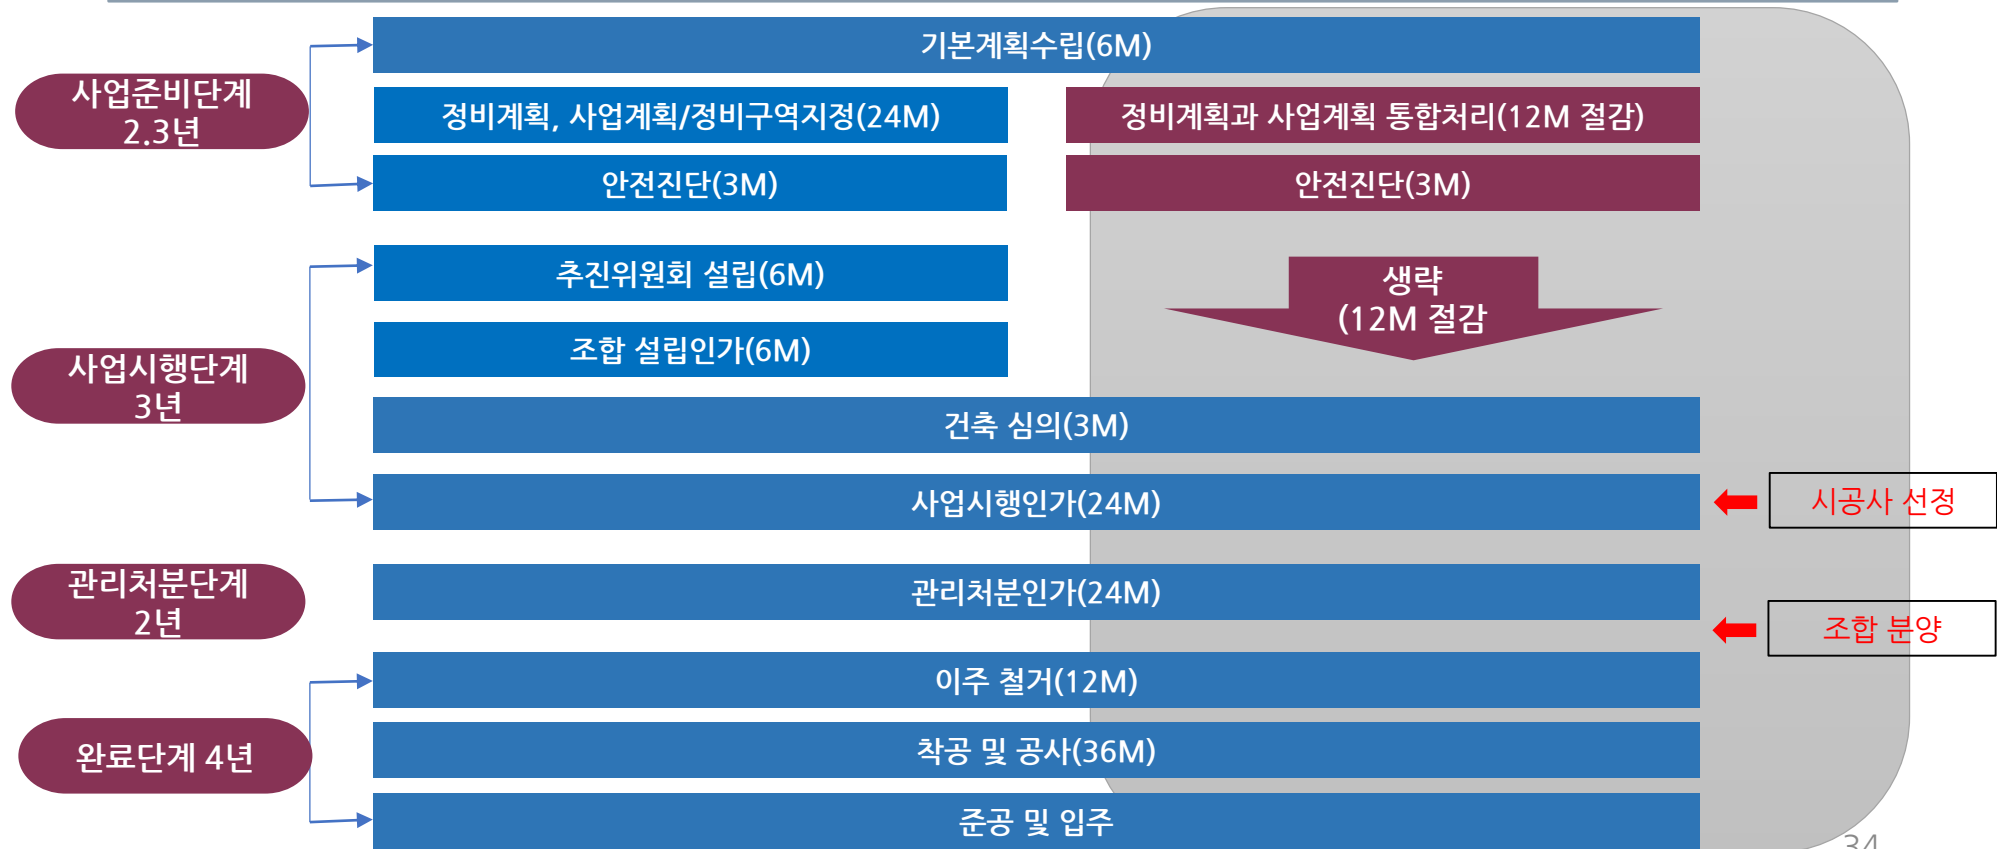 기본계획수립(6M)
사업준비단계
2.3년
정비계획, 사업계획/정비구역지정(24M)
정비계획과 사업계획 통합처리(12M 절감)
안전진단(3M)
안전진단(3M)
추진위원회 설립(6M)
생략
(12M 절감
조합 설립인가(6M)
사업시행단계
3년
건축 심의(3M)
사업시행인가(24M)
시공사 선정
관리처분단계
2년
관리처분인가(24M)
조합 분양
이주 철거(12M)
완료단계 4년
착공 및 공사(36M)
준공 및 입주
34